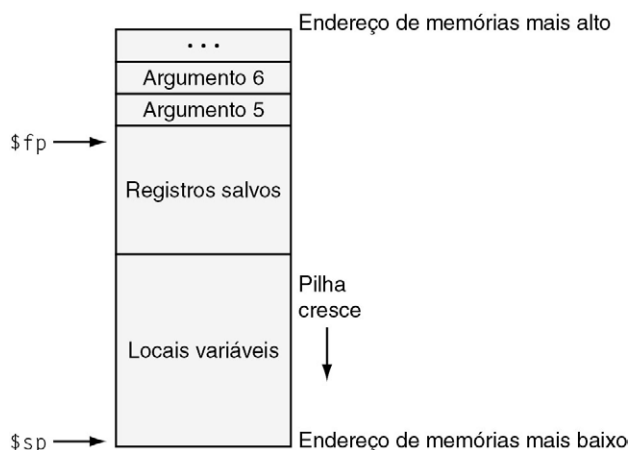 Endereço de memórias mais alto
• • •
Argumento 6
Argumento 5
$fp
Registros salvos
Pilha
cresce
Locais variáveis
$sp
Endereço de memórias mais baixo